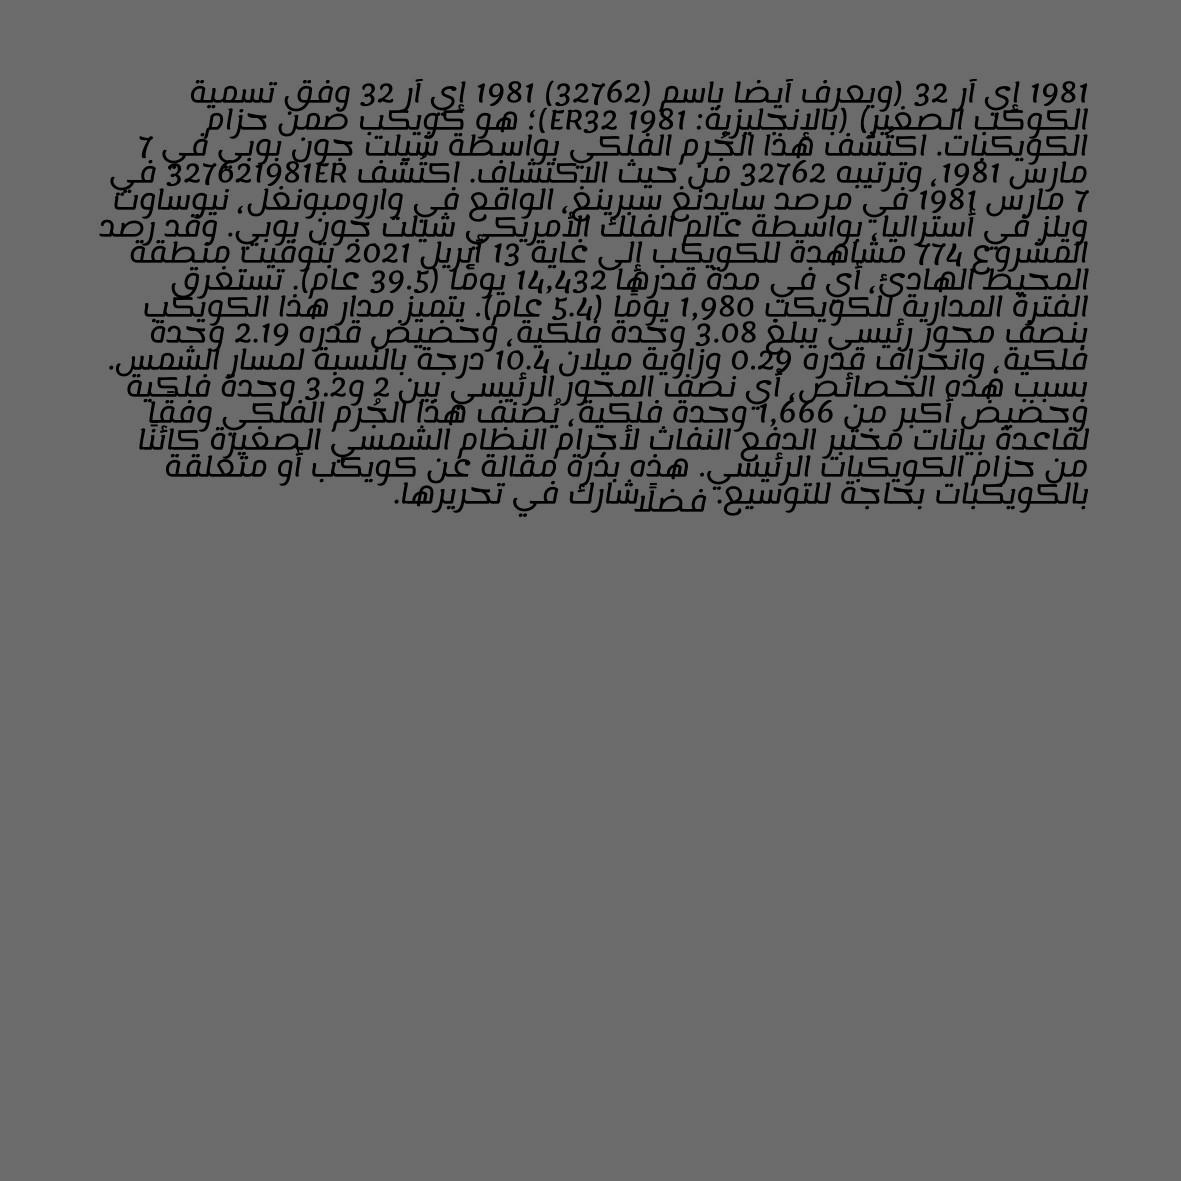 1981 إي آر 32 (ويعرف أيضا باسم (32762) 1981 إي آر 32 وفق تسمية
الكوكب الصغير) (بالإنجليزية: 1981 ER32)؛ هو كويكب ضمن حزام
الكويكبات. اكتُشف هذا الجُرم الفلكي بواسطة شيلت جون بوبي في 7
مارس 1981، وترتيبه 32762 من حيث الاكتشاف. اكتُشف 327621981ER في
7 مارس 1981 في مرصد سايدنغ سبرينغ، الواقع في وارومبونغل، نيوساوث
ويلز في أستراليا، بواسطة عالم الفلك الأمريكي شيلت جون بوبي. وقد رصد
المشروع 774 مشاهدة للكويكب إلى غاية 13 أبريل 2021 بتوقيت منطقة
المحيط الهادئ، أي في مدة قدرها 14,432 يومًا (39.5 عام). تستغرق
الفترة المدارية للكويكب 1,980 يومًا (5.4 عام). يتميز مدار هذا الكويكب
بنصف محور رئيسي يبلغ 3.08 وحدة فلكية، وحضيض قدره 2.19 وحدة
فلكية، وانحراف قدره 0.29 وزاوية ميلان 10.4 درجة بالنسبة لمسار الشمس.
بسبب هذه الخصائص، أي نصف المحور الرئيسي بين 2 و3.2 وحدة فلكية
وحضيض أكبر من 1,666 وحدة فلكية، يُصنف هذا الجُرم الفلكي وفقًا
لقاعدة بيانات مختبر الدفع النفاث لأجرام النظام الشمسي الصغيرة كائنًا
من حزام الكويكبات الرئيسي. هذه بذرة مقالة عن كويكب أو متعلقة
بالكويكبات بحاجة للتوسيع. فضلًا شارك في تحريرها.